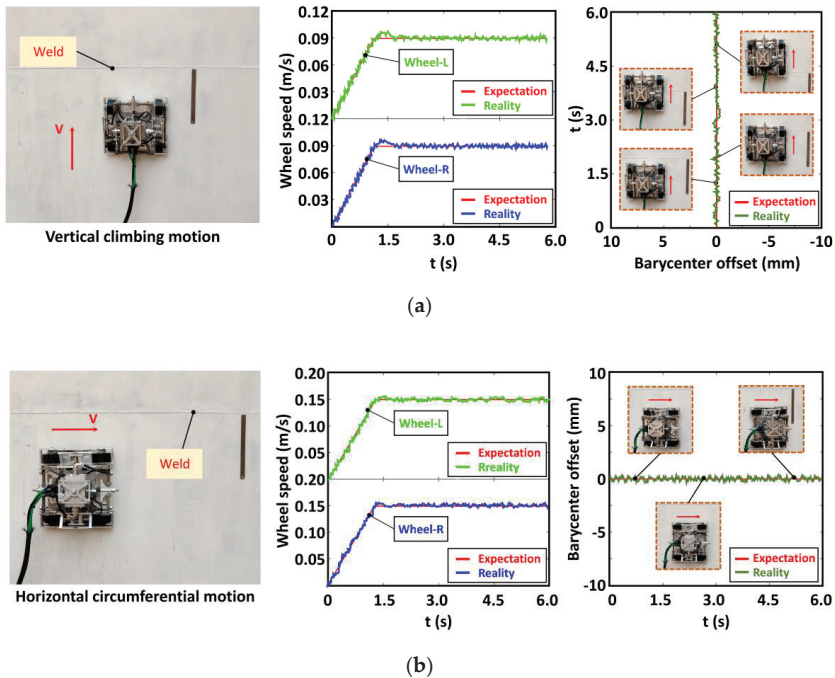 Weld
V
Vertical climbing motion
Wheel speed (m/s)
0.12
0.09
0.06
0.03
0.12
0.09
0.06
0.03
Wheel-L
Expectation
Reality
Wheel-R
Expectation
Reality
0 1.5 3.0 4.5 6.0
t (s)
t (s)
6.0
4.5
3.0
1.5
0
Expectation
Reality
10 5 0 -5 -10
Barycenter offset (mm)
(a)
V
Weld
Horizontal circumferential motion
Wheel speed (m/s)
0.20
0.15
0.10
0.05
0.20
0.15
0.10
0.05
Wheel-L
Expectation
Rreality
Wheel-R
Expectation
Reality
0 1.5 3.0 4.5 6.0
t (s)
Barycenter offset (mm)
10
5
0
-5
-10
Expectation
Reality
0 1.5 3.0 4.5 6.0
t (s)
(b)